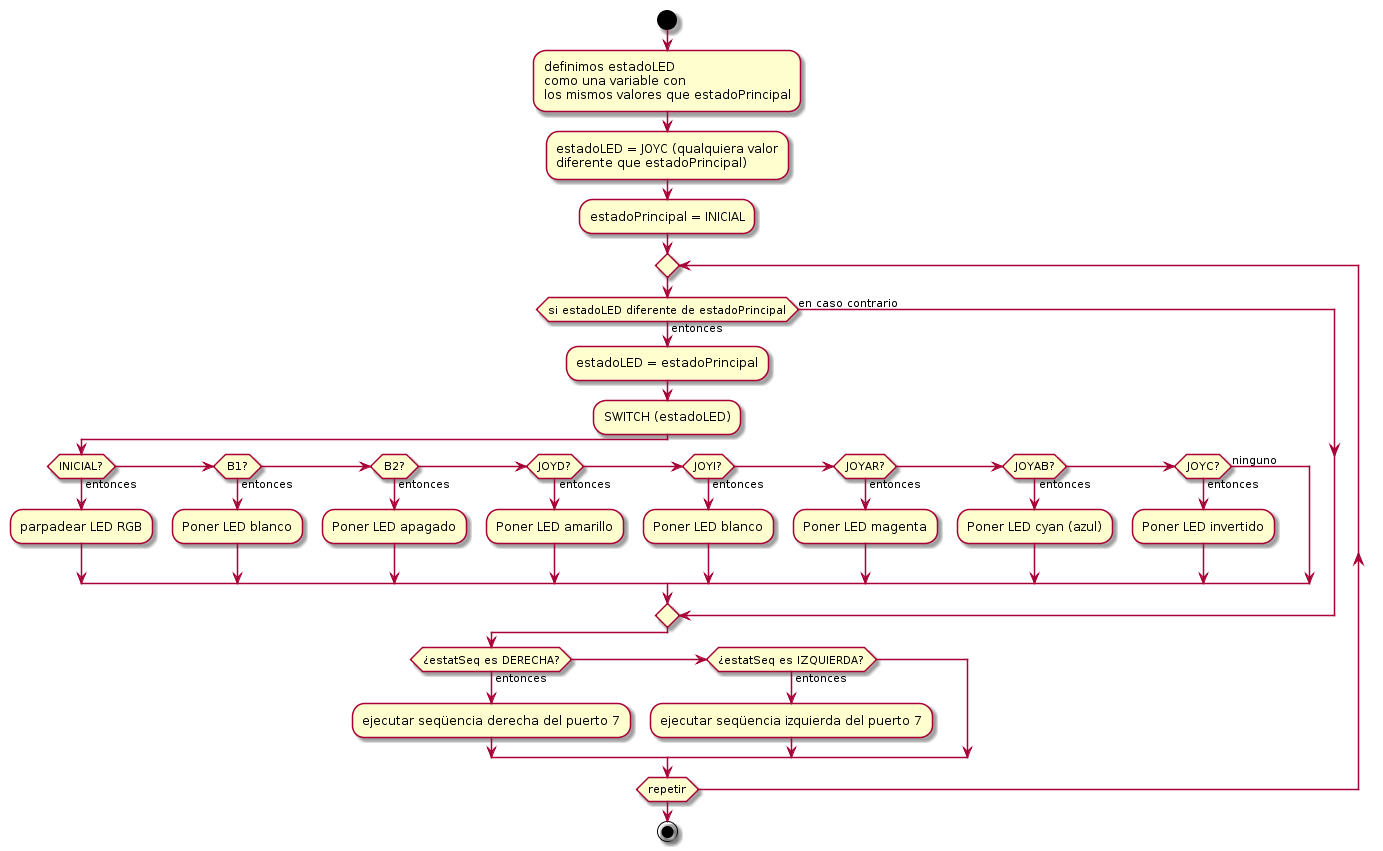 definimos estadoLED
como una variable con
los mismos valores que estadoPrincipal
estadoLED = JOYC (qualquiera valor
diferente que estadoPrincipal)
estadoPrincipal = INICIAL
si estadoLED diferente de estadoPrincipal
en caso contrario
entonces
estadoLED = estadoPrincipal
SWITCH (estadoLED)
INICIAL?
entonces
parpadear LED RGB
B1?
entonces
Poner LED blanco
B2?
entonces
Poner LED apagado
JOYD?
entonces
Poner LED amarillo
JOYI?
entonces
Poner LED blanco
JOYAR?
entonces
Poner LED magenta
JOYAB?
entonces
Poner LED cyan (azul)
JOYC?
ninguno
entonces
Poner LED invertido
¿estatSeq es DERECHA?
entonces
ejecutar seqüencia derecha del puerto 7
¿estatSeq es IZQUIERDA?
entonces
ejecutar seqüencia izquierda del puerto 7
repetir